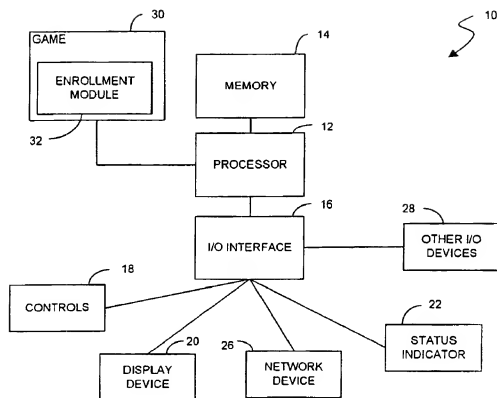 30
GAME
ENROLLMENT
MODULE
32
14
MEMORY
10
12
PROCESSOR
16
I/O INTERFACE
28
OTHER I/O
DEVICES
18
CONTROLS
20
DISPLAY
DEVICE
26
NETWORK
DEVICE
22
STATUS
INDICATOR